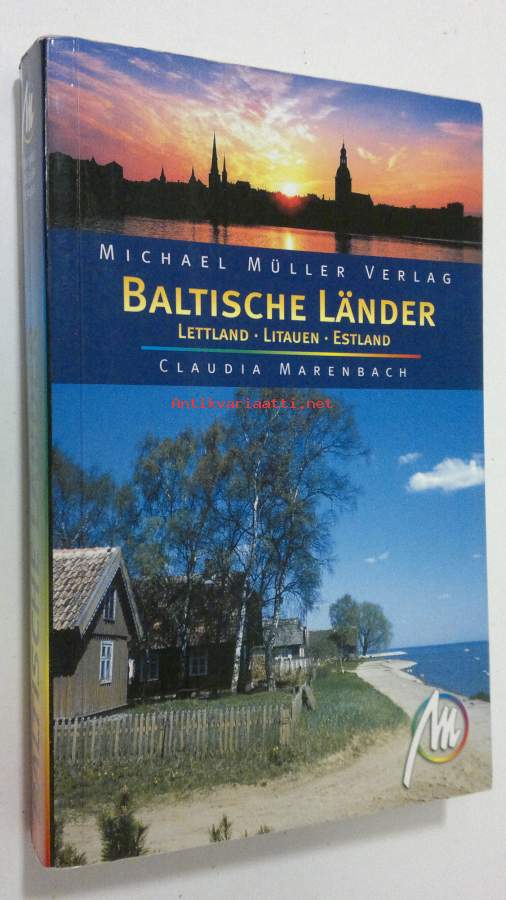 MICHAEL MÜLLER VERLAG
BALTISCHE LÄNDER
LETTLAND · LITAUEN · ESTLAND
CLAUDIA MARENBACH
Antikvariaatti.net